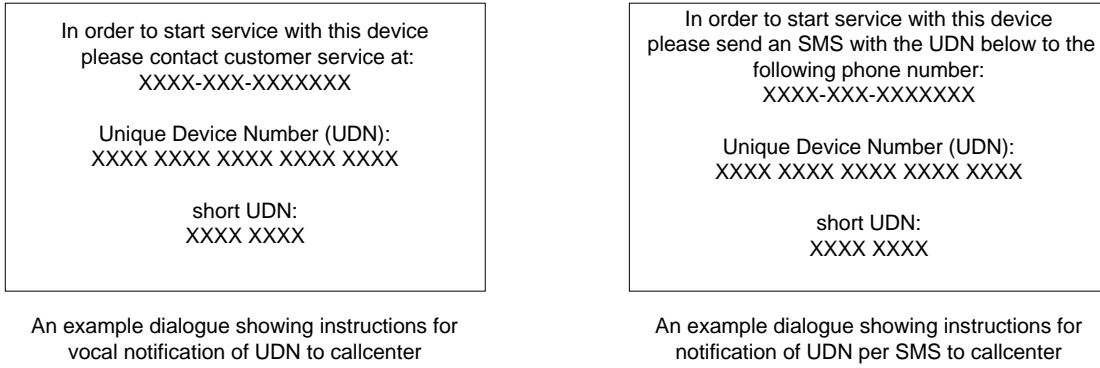 In order to start service with this device
please contact customer service at:
XXXX-XXX-XXXXXXX
Unique Device Number (UDN):
XXXX XXXX XXXX XXXX XXXX
short UDN:
XXXX XXXX
An example dialogue showing instructions for
vocal notification of UDN to callcenter
In order to start service with this device
please send an SMS with the UDN below to the
following phone number:
XXXX-XXX-XXXXXXX
Unique Device Number (UDN):
XXXX XXXX XXXX XXXX XXXX
short UDN:
XXXX XXXX
An example dialogue showing instructions for
notification of UDN per SMS to callcenter